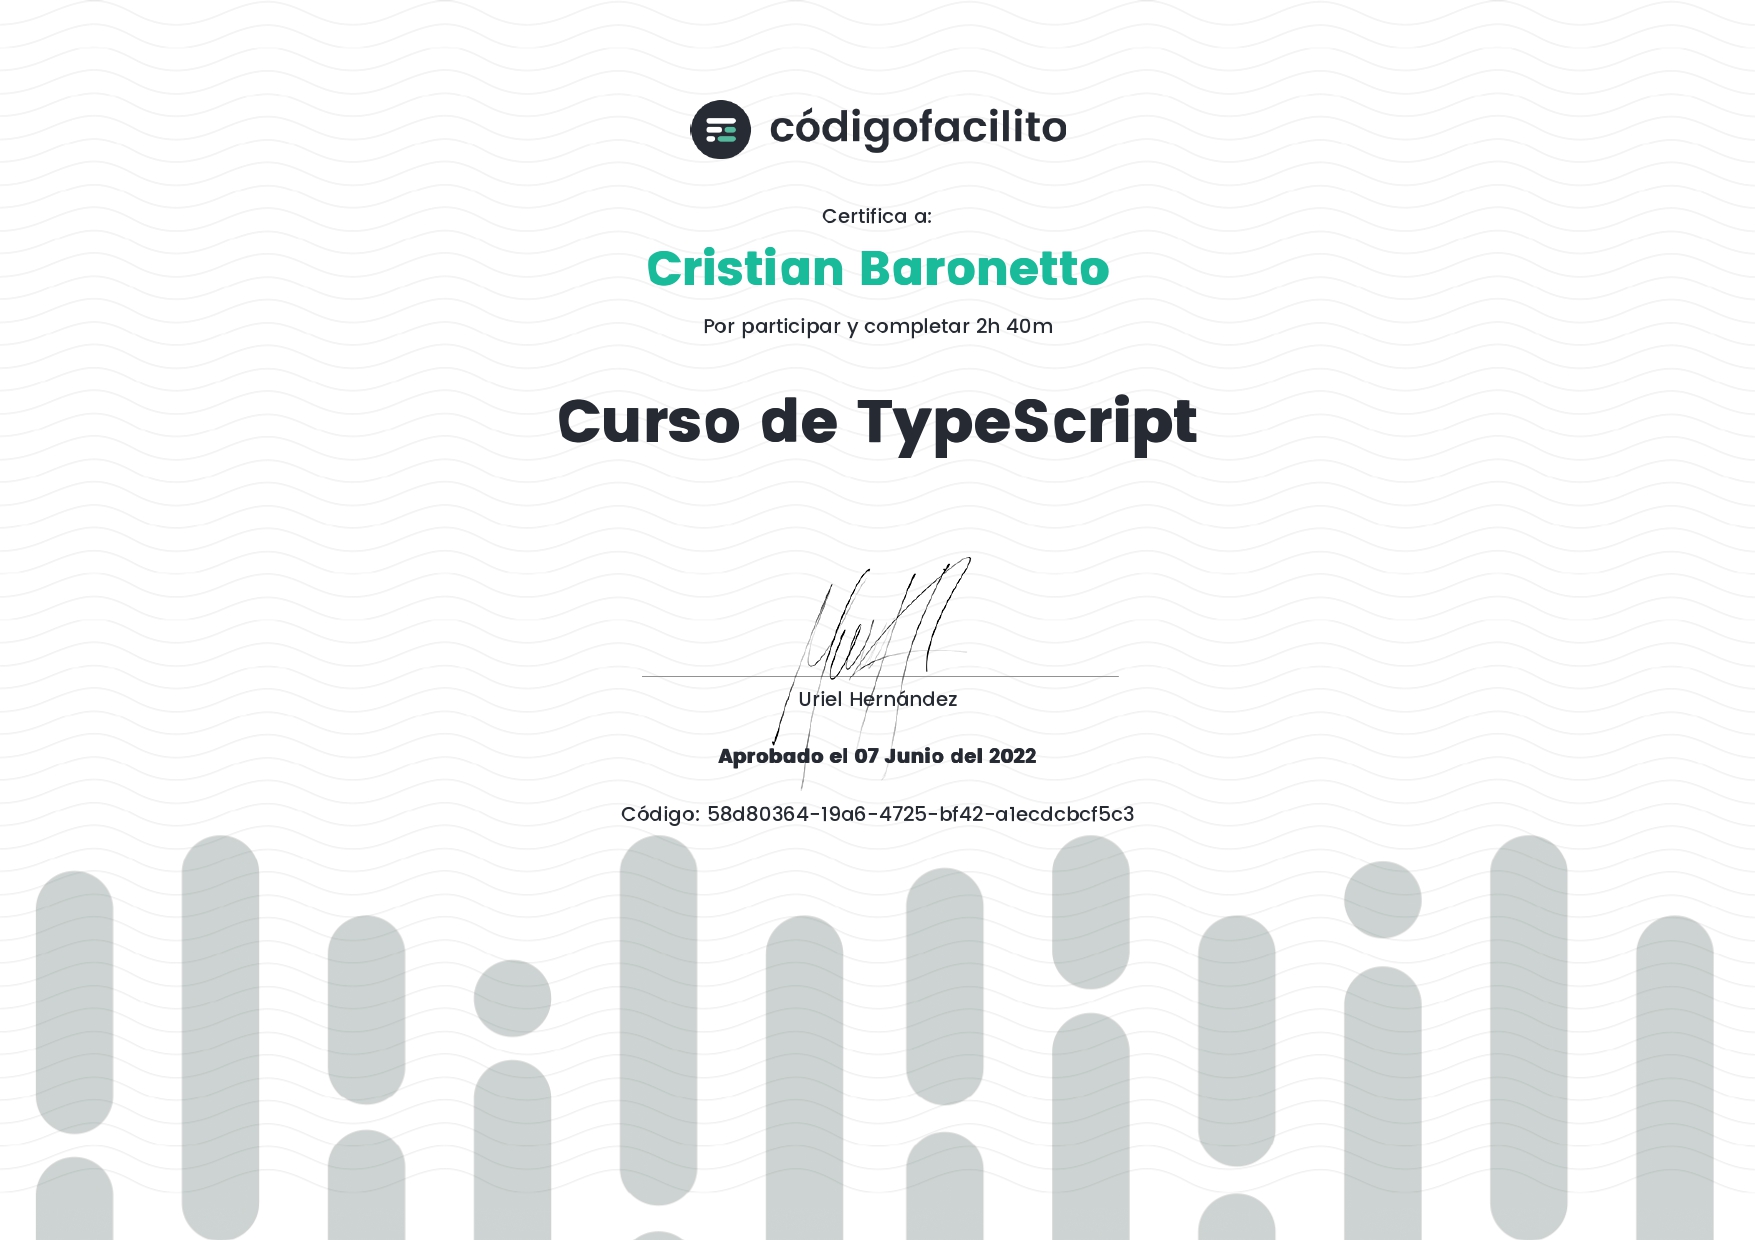 códigofacilito
Certifica a:
Cristian Baronetto
Por participar y completar 2h 40m
Curso de TypeScript
Uriel Hernández
Aprobado el 07 Junio del 2022
Código: 58d80364-19a6-4725-bf42-a1ecdcbcf5c3